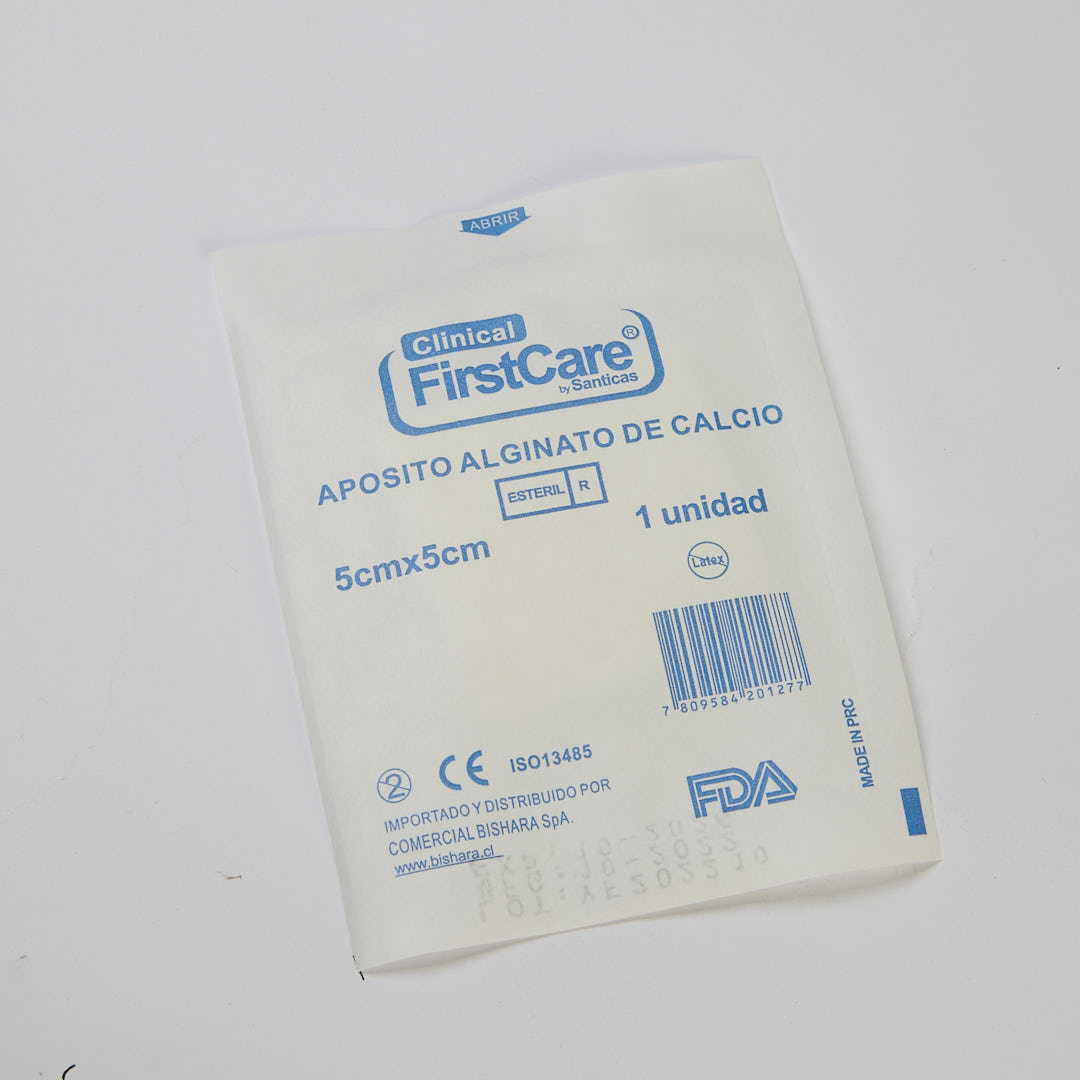 ABRIR
Clinical
FirstCare®
by Santicas
APOSITO ALGINATO DE CALCIO
ESTERIL R
1 unidad
5cmx5cm
Latex
7 809584 201277
MADE IN PRC
2
CE ISO13485
FDA
IMPORTADO Y DISTRIBUIDO POR
COMERCIAL BISHARA SpA.
www.bishara.cl